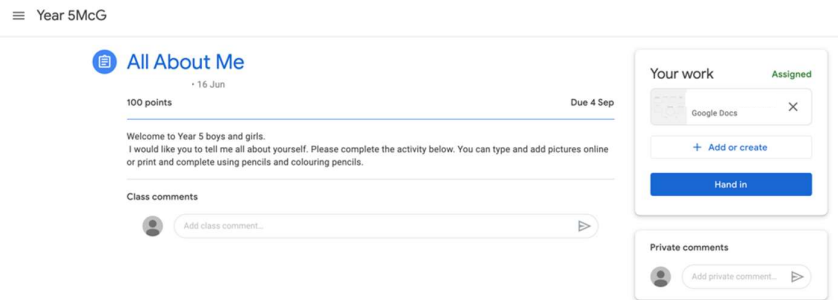 Year 5McG
All About Me
• 16 Jun
100 points
Due 4 Sep
Welcome to Year 5 boys and girls.
I would like you to tell me all about yourself. Please complete the activity below. You can type and add pictures online
or print and complete using pencils and colouring pencils.
Class comments
Add class comment...
Your work
Assigned
Google Docs
+ Add or create
Hand in
Private comments
Add private comment...